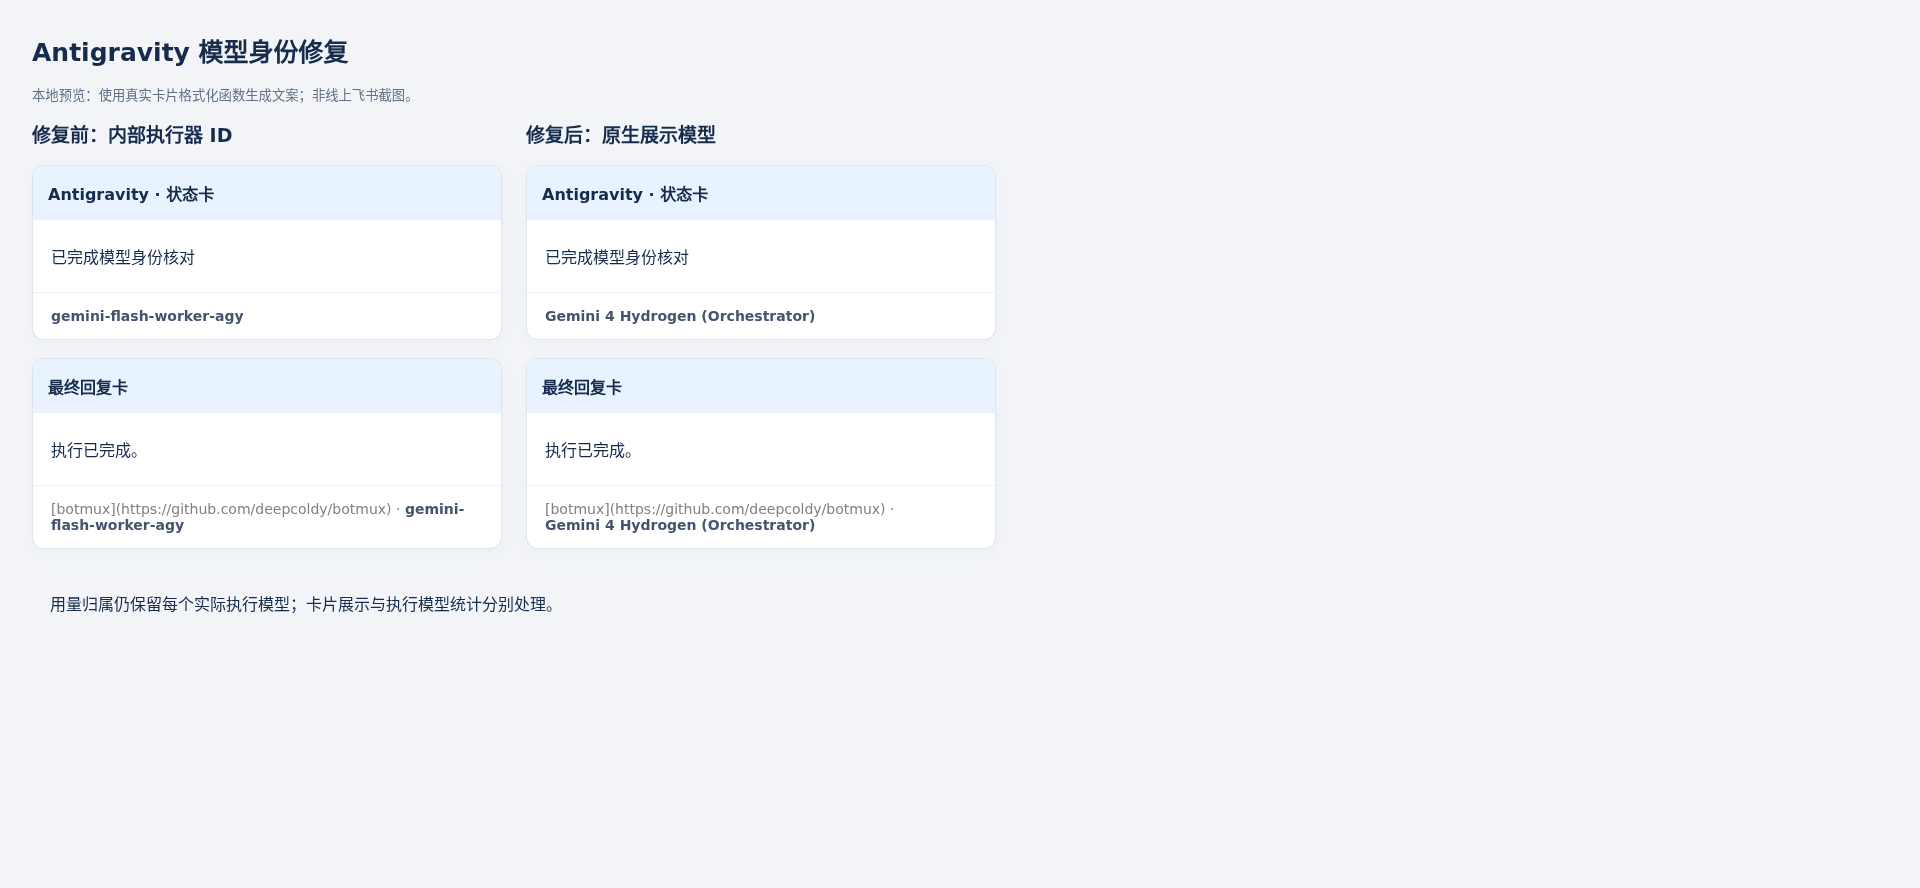 Antigravity 模型身份修复
本地预览：使用真实卡片格式化函数生成文案；非线上飞书截图。
修复前：内部执行器 ID
Antigravity · 状态卡
已完成模型身份核对
gemini-flash-worker-agy
最终回复卡
执行已完成。
[botmux](https://github.com/deepcoldy/botmux) · gemini-
flash-worker-agy
修复后：原生展示模型
Antigravity · 状态卡
已完成模型身份核对
Gemini 4 Hydrogen (Orchestrator)
最终回复卡
执行已完成。
[botmux](https://github.com/deepcoldy/botmux) ·
Gemini 4 Hydrogen (Orchestrator)
用量归属仍保留每个实际执行模型；卡片展示与执行模型统计分别处理。